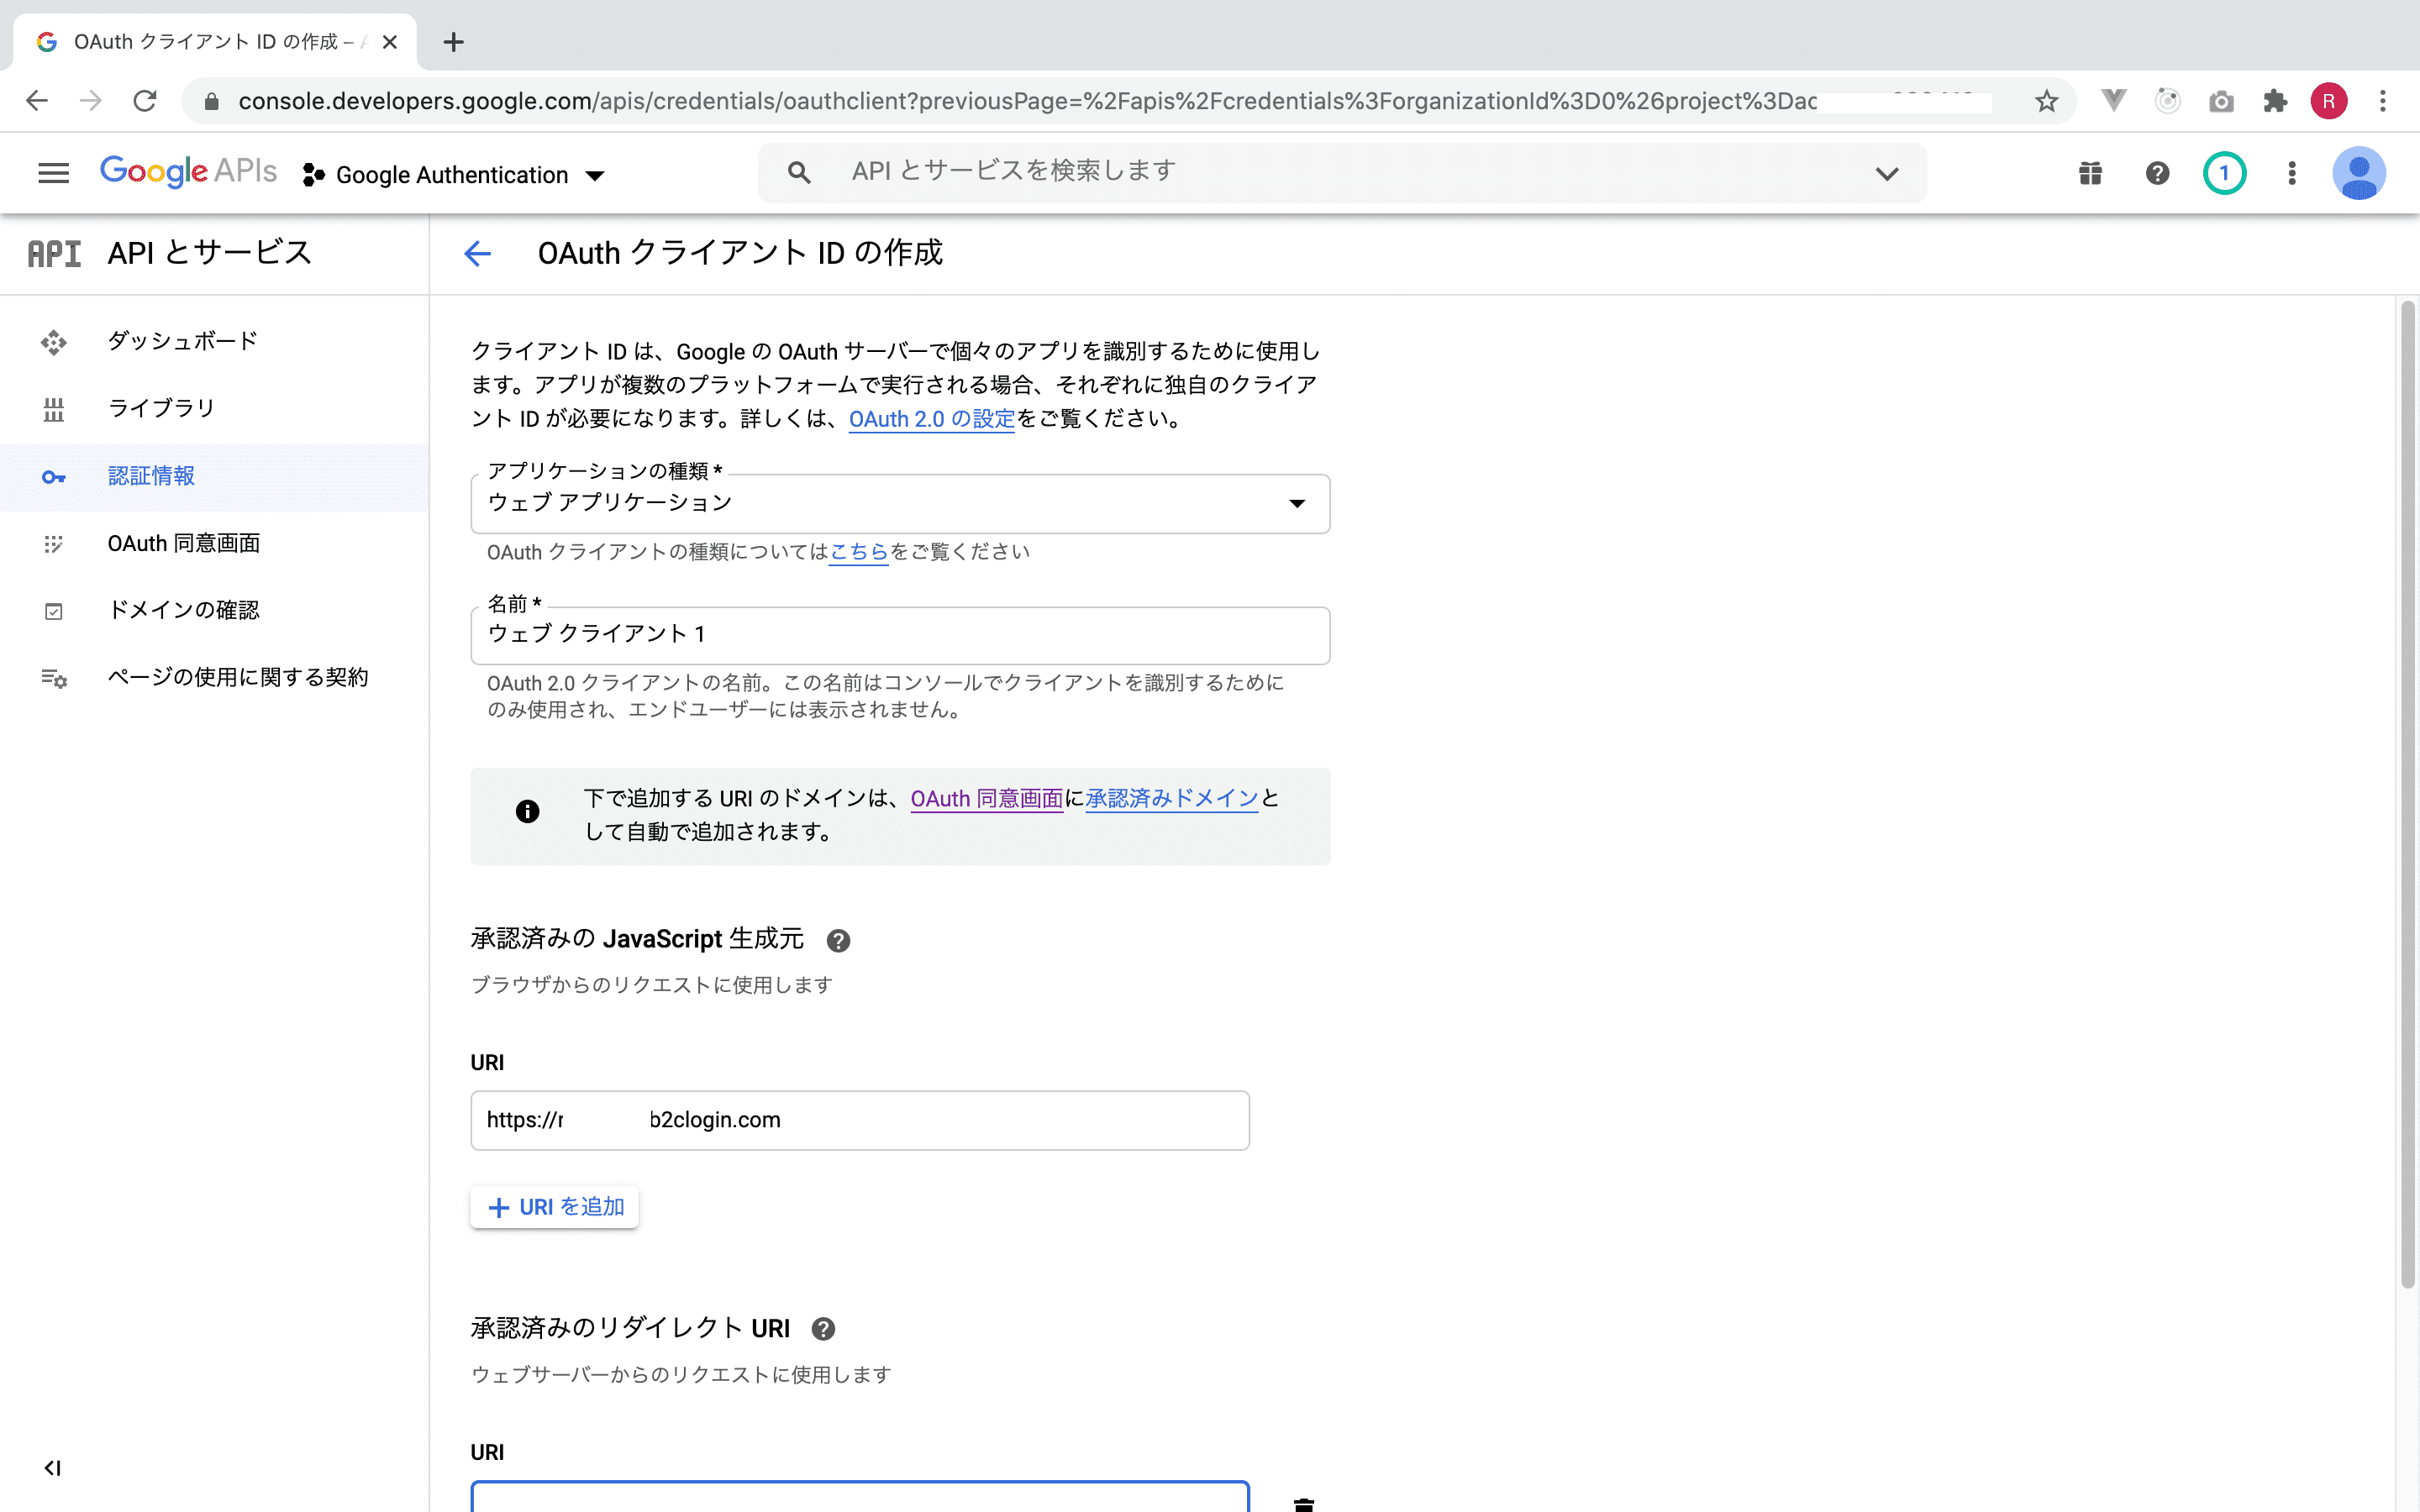 OAuth クライアント ID の作成 –
console.developers.google.com/apis/credentials/oauthclient?previousPage=%2Fapis%2Fcredentials%3ForganizationId%3D0%26project%3Dac
R
Google APIs
Google Authentication
API とサービスを検索します
1
API
API とサービス
OAuth クライアント ID の作成
ダッシュボード
ライブラリ
認証情報
OAuth 同意画面
ドメインの確認
ページの使用に関する契約
クライアント ID は、Google の OAuth サーバーで個々のアプリを識別するために使用し
ます。アプリが複数のプラットフォームで実行される場合、それぞれに独自のクライア
ント ID が必要になります。詳しくは、OAuth 2.0 の設定をご覧ください。
アプリケーションの種類 *
ウェブ アプリケーション
OAuth クライアントの種類についてはこちらをご覧ください
名前 *
ウェブ クライアント 1
OAuth 2.0 クライアントの名前。この名前はコンソールでクライアントを識別するために
のみ使用され、エンドユーザーには表示されません。
下で追加する URI のドメインは、OAuth 同意画面に承認済みドメインと
して自動で追加されます。
承認済みの JavaScript 生成元
ブラウザからのリクエストに使用します
URI
https://r b2clogin.com
URI を追加
承認済みのリダイレクト URI
ウェブサーバーからのリクエストに使用します
URI